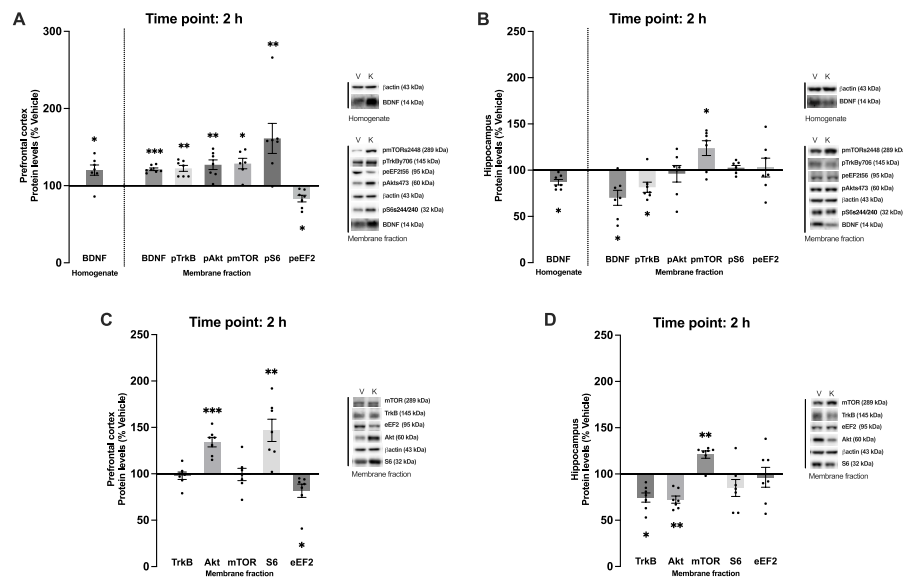 A
Time point: 2 h
Prefrontal cortex
Protein levels (% Vehicle)
300
200
100
150
0
**
*
***
**
**
*
*
BDNF
BDNF pTrkB pAkt pmTOR pS6 peEF2
Homogenate
Membrane fraction
V K
βactin (43 kDa)
BDNF (14 kDa)
Homogenate
V K
pmTORs2448 (289 kDa)
pTrkBy706 (145 kDa)
peEF2t56 (95 kDa)
pAkts473 (60 kDa)
βactin (43 kDa)
pS6s244/240 (32 kDa)
BDNF (14 kDa)
Membrane fraction
B
Time point: 2 h
Hippocampus
Protein levels (% Vehicle)
250
200
150
100
50
0
*
*
*
*
BDNF
BDNF pTrkB pAkt pmTOR pS6 peEF2
Homogenate
Membrane fraction
V K
βactin (43 kDa)
BDNF (14 kDa)
Homogenate
V K
pmTORs2448 (289 kDa)
pTrkBy706 (145 kDa)
peEF2t56 (95 kDa)
pAkts473 (60 kDa)
βactin (43 kDa)
pS6s244/240 (32 kDa)
BDNF (14 kDa)
Membrane fraction
C
Time point: 2 h
Prefrontal cortex
Protein levels (% Vehicle)
250
200
150
100
50
0
***
**
*
TrkB Akt mTOR S6 eEF2
Membrane fraction
V K
mTOR (289 kDa)
TrkB (145 kDa)
eEF2 (95 kDa)
Akt (60 kDa)
βactin (43 kDa)
S6 (32 kDa)
Membrane fraction
D
Time point: 2 h
Hippocampus
Protein levels (% Vehicle)
250
200
150
100
50
0
**
*
**
TrkB Akt mTOR S6 eEF2
Membrane fraction
V K
mTOR (289 kDa)
TrkB (145 kDa)
eEF2 (95 kDa)
Akt (60 kDa)
βactin (43 kDa)
S6 (32 kDa)
Membrane fraction